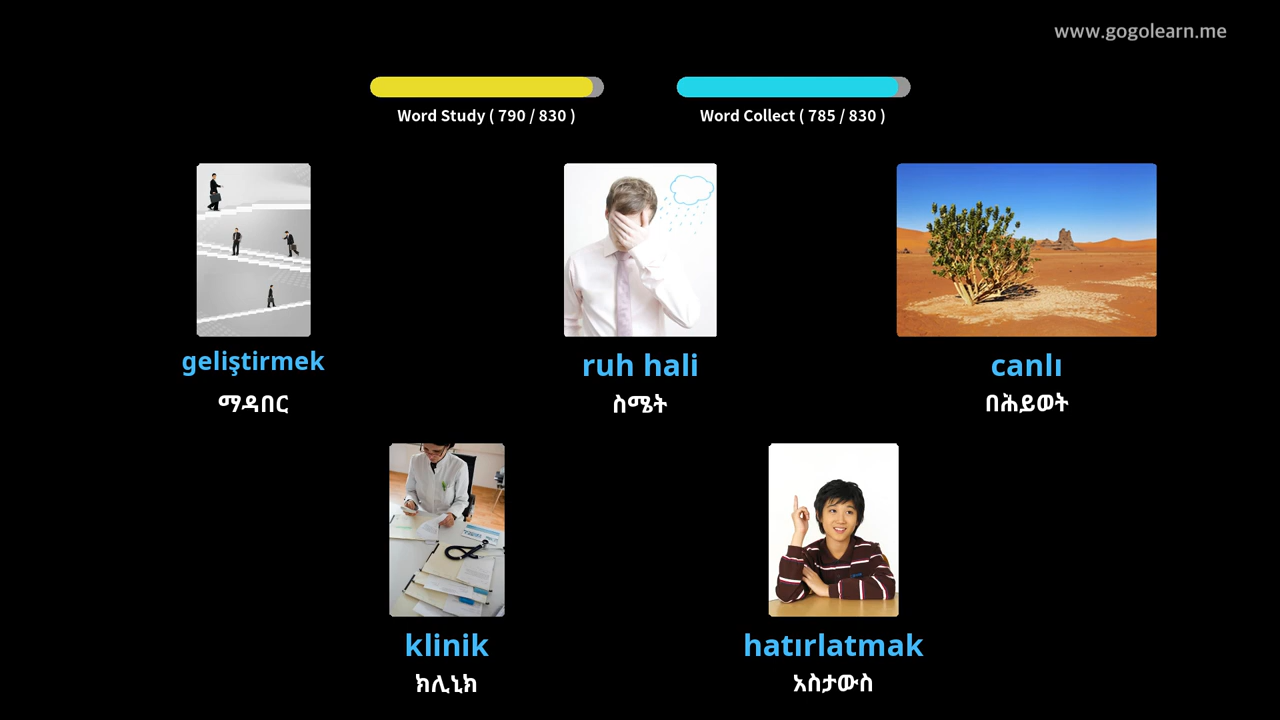 www.gogolearn.me
Word Study ( 790 / 830 )
Word Collect ( 785 / 830 )
geliştirmek
ማዳበር
ruh hali
ስሜት
canlı
በሕይወት
klinik
ክሊኒክ
hatırlatmak
አስታውስ